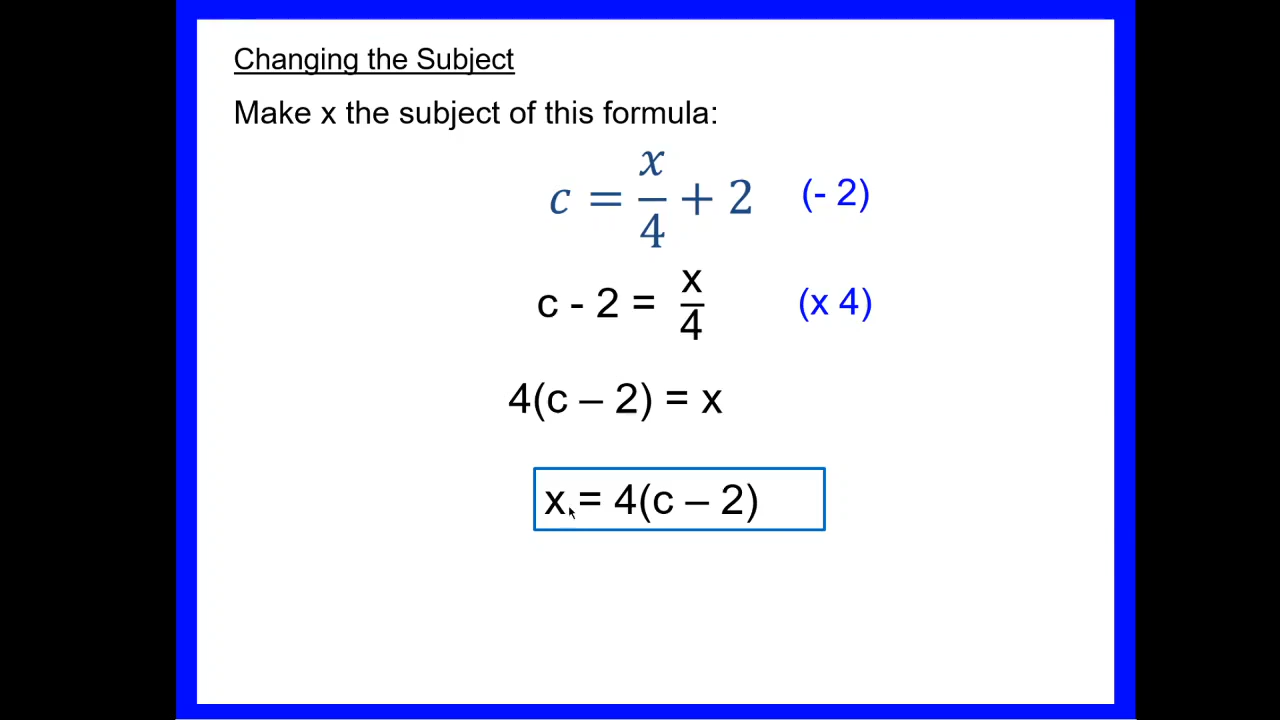 Changing the Subject
Make x the subject of this formula:
c = x/4 + 2 (- 2)
c - 2 = x/4 (x 4)
4(c – 2) = x
x = 4(c – 2)